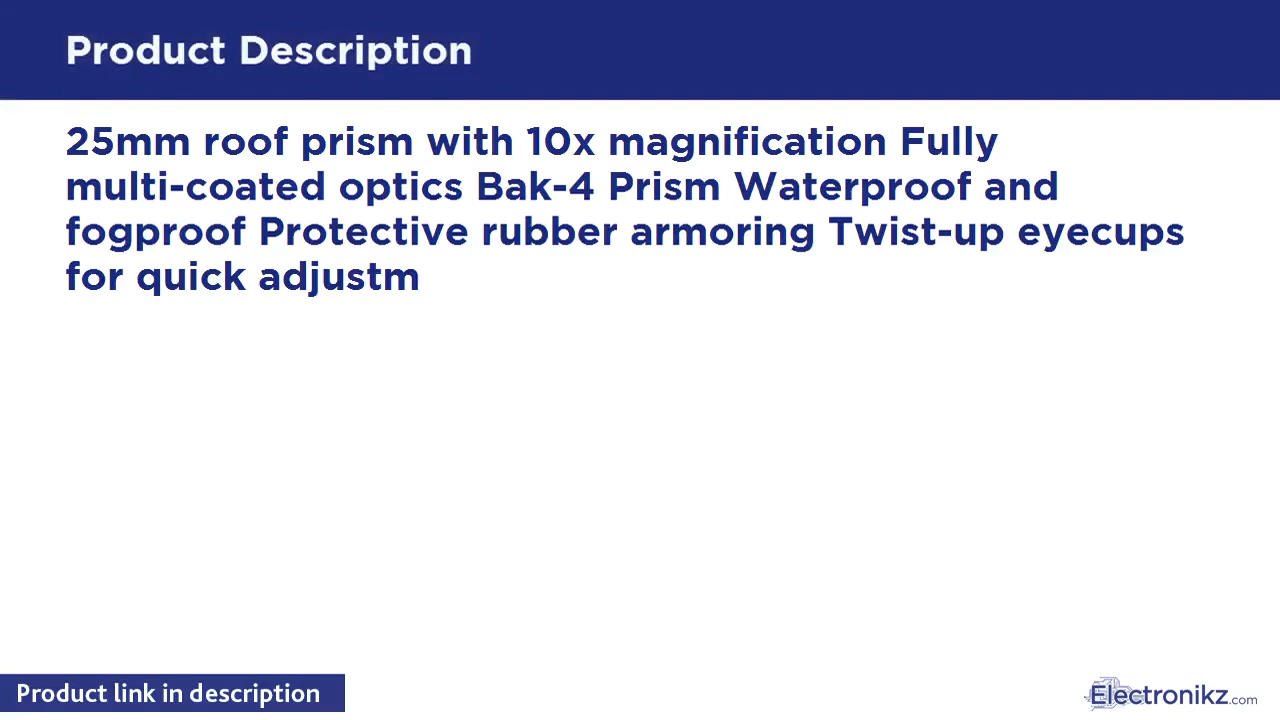 Product Description
25mm roof prism with 10x magnification Fully
multi-coated optics Bak-4 Prism Waterproof and
fogproof Protective rubber armoring Twist-up eyecups
for quick adjustm
Product link in description
Electronikz.com